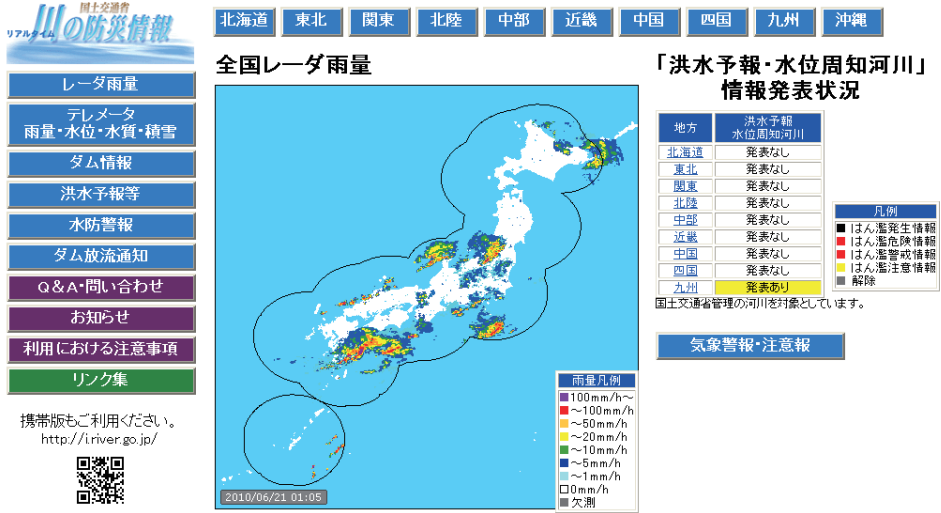 国土交通省
リアルタイム 川の防災情報
北海道
東北
関東
北陸
中部
近畿
中国
四国
九州
沖縄
レーダ雨量
テレメータ
雨量・水位・水質・積雪
ダム情報
洪水予報等
水防警報
ダム放流通知
Q&A・問い合わせ
お知らせ
利用における注意事項
リンク集
携帯版もご利用ください。
http://i.river.go.jp/
全国レーダ雨量
2010/06/21 01:05
雨量凡例
100mm/h~
~100mm/h
~50mm/h
~20mm/h
~10mm/h
~5mm/h
~1mm/h
0mm/h
欠測
「洪水予報・水位周知河川」
情報発表状況
地方 洪水予報
水位周知河川
北海道 発表なし
東北 発表なし
関東 発表なし
北陸 発表なし
中部 発表なし
近畿 発表なし
中国 発表なし
四国 発表なし
九州 発表あり
国土交通省管理の河川を対象としています。
凡例
はん濫発生情報
はん濫危険情報
はん濫警戒情報
はん濫注意情報
解除
気象警報・注意報